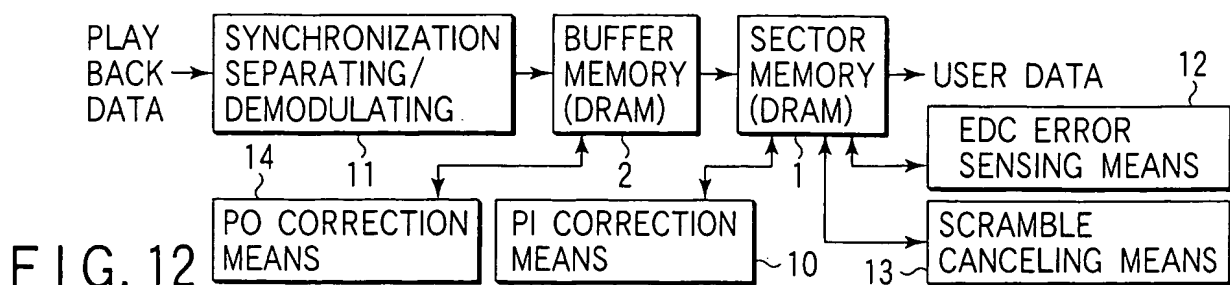 PLAY
BACK
DATA
SYNCHRONIZATION
SEPARATING/
DEMODULATING
11
BUFFER
MEMORY
(DRAM)
2
SECTOR
MEMORY
(DRAM)
1
USER DATA
12
EDC ERROR
SENSING MEANS
14
PO CORRECTION
MEANS
PI CORRECTION
MEANS
10
SCRAMBLE
CANCELING MEANS
13
FIG. 12